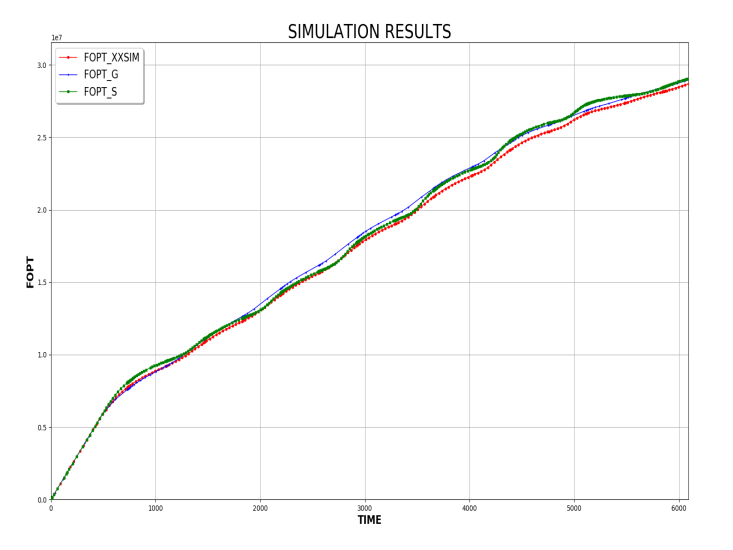 SIMULATION RESULTS
1e7
FOPT_XXSIM
FOPT_G
FOPT_S
3.0
2.5
2.0
1.5
1.0
0.5
0.0
FOPT
0 1000 2000 3000 4000 5000 6000
TIME